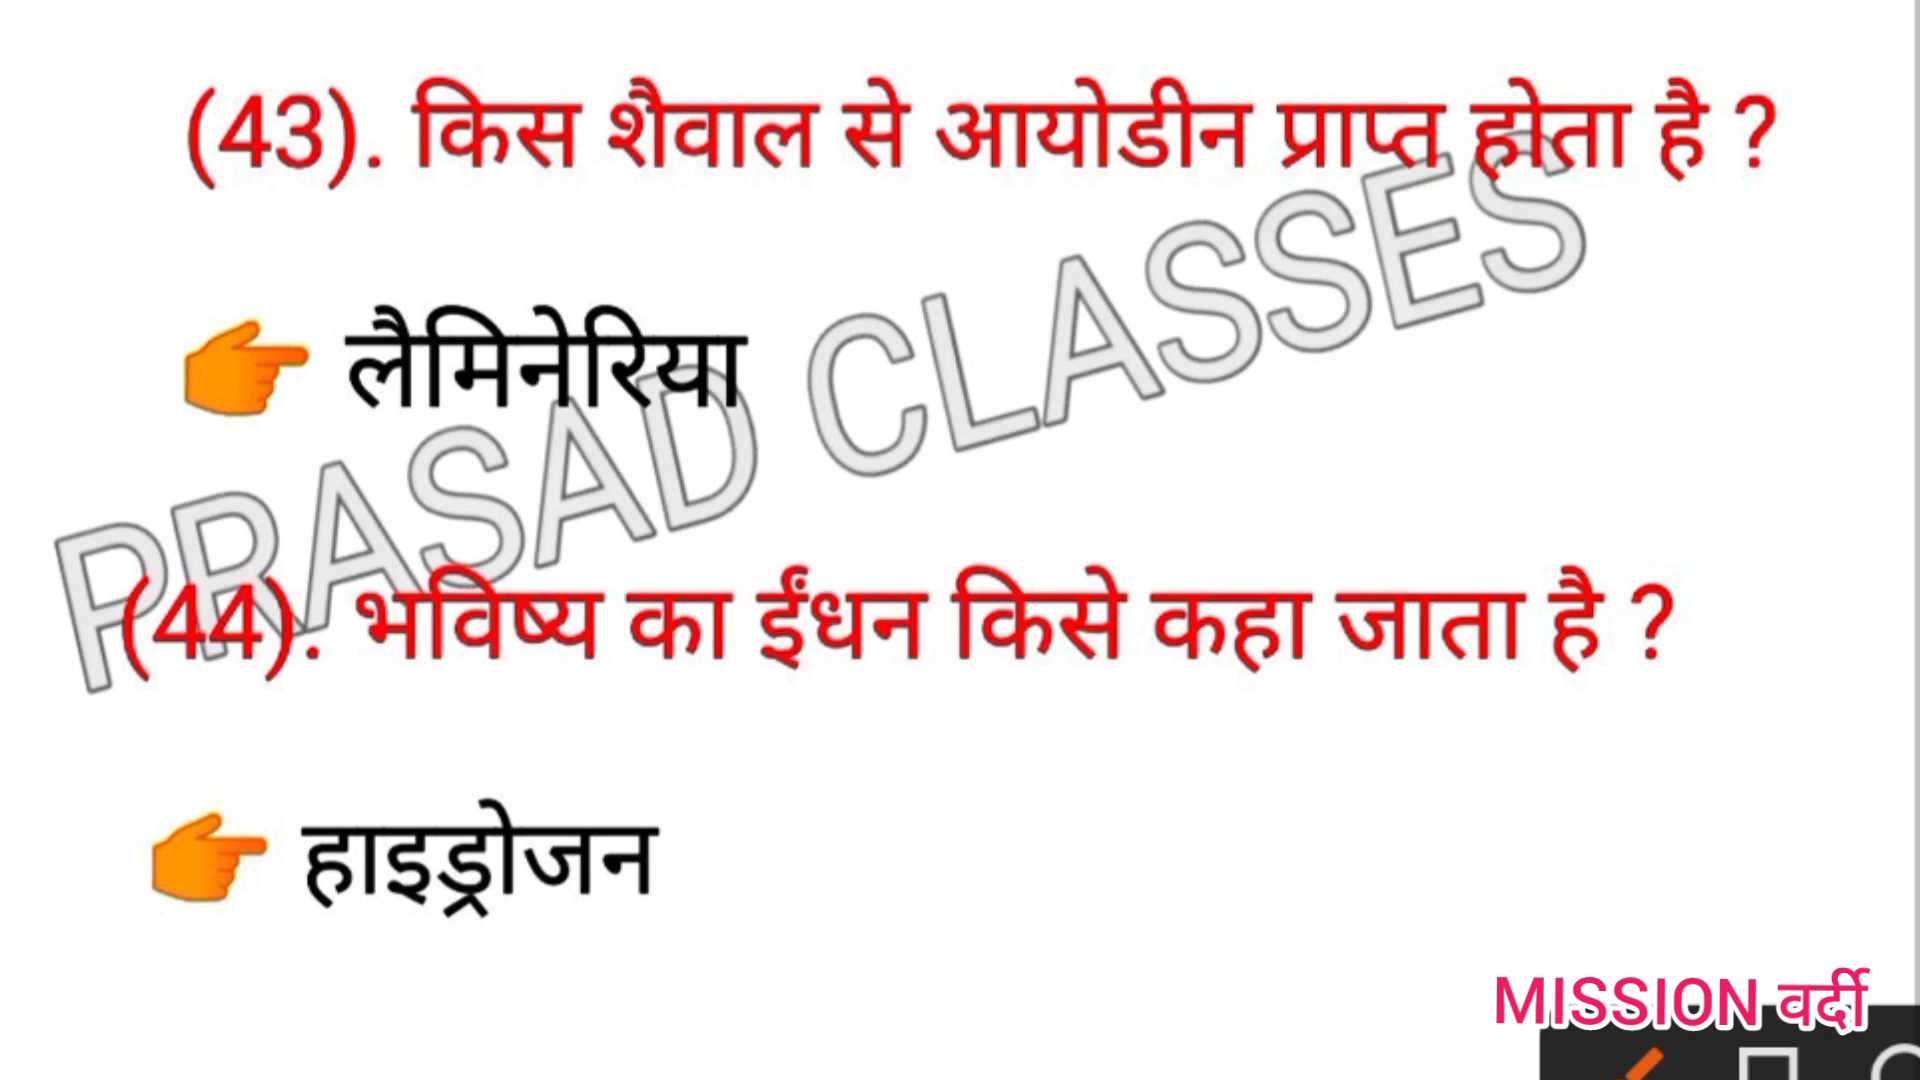 (43). किस शैवाल से आयोडीन प्राप्त होता है ?
👉 लैमिनेरिया
PRASAD CLASSES
(44). भविष्य का ईंधन किसे कहा जाता है ?
👉 हाइड्रोजन
MISSION वर्दी